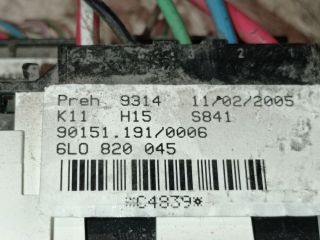 Preh 9314 11/02/2005
K11 H15 S841
90151.191/0006
6L0 820 045
*C4839*